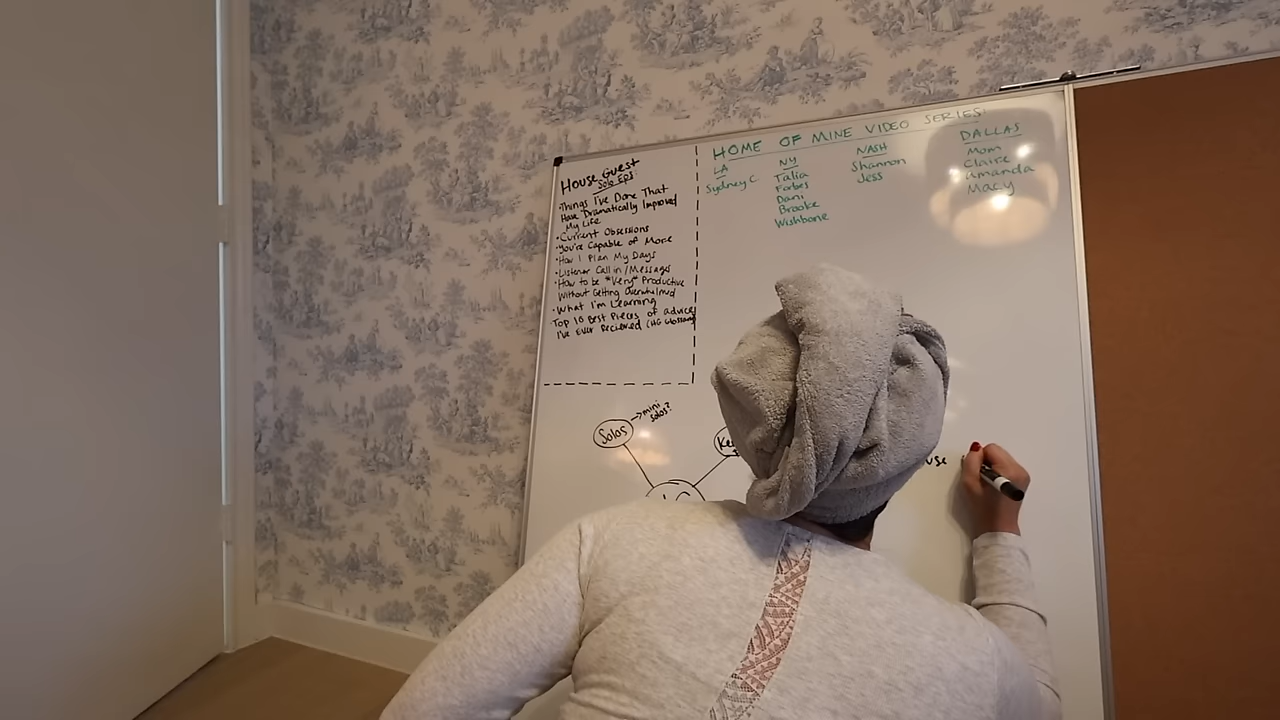 House Guest
Solo Eps:
• Things I've Done That
Have Dramatically Improved
My Life
• Current Obsessions
• You're Capable of More
• How I Plan My Days
• Listener Call in/Messages
• How to be *Very* Productive
Without Getting Overwhelmed
• What I'm Learning
• Top 10 Best Pieces of advice
I've Ever Recieved (HG Glossary)
HOME OF MINE VIDEO SERIES:
LA
Sydney C
NY
Talia
Forbes
Dani
Brooke
Wishbone
NASH
Shannon
Jess
DALLAS
Mom
Claire
amanda
Macy
Solos
→ mini
solos?